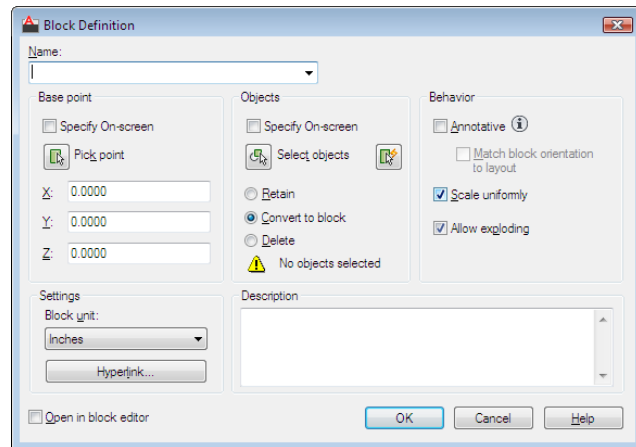 Block Definition
Name:
Base point
Specify On-screen
Pick point
X: 0.0000
Y: 0.0000
Z: 0.0000
Objects
Specify On-screen
Select objects
Retain
Convert to block
Delete
No objects selected
Behavior
Annotative
Match block orientation
to layout
Scale uniformly
Allow exploding
Settings
Block unit:
Inches
Hyperlink...
Description
Open in block editor
OK
Cancel
Help